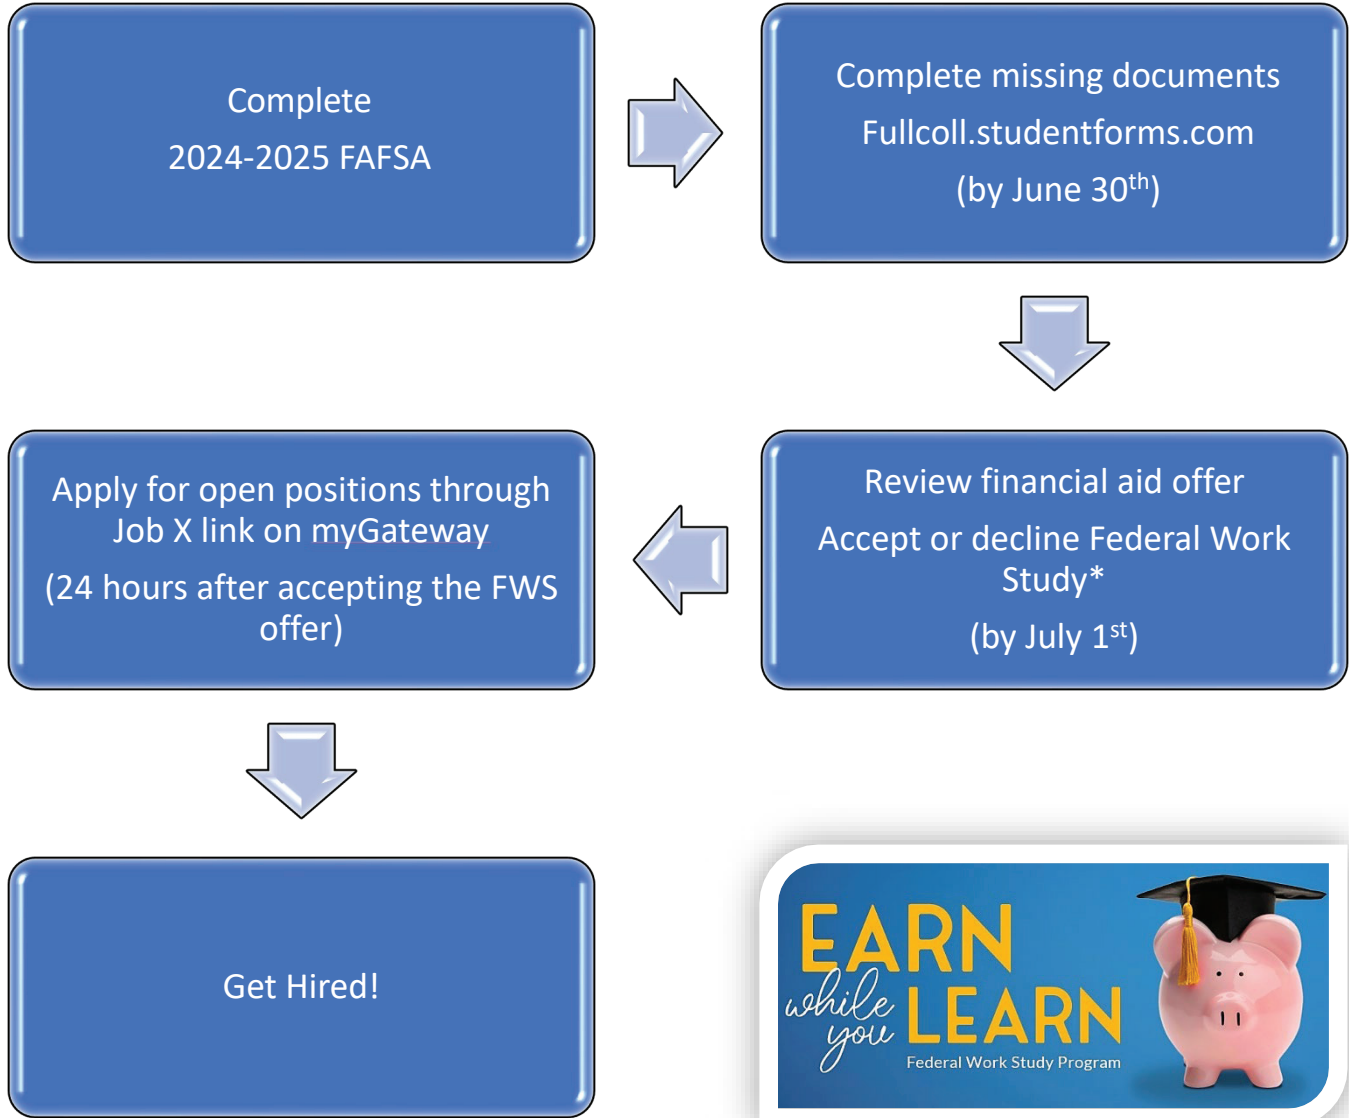 Complete
2024-2025 FAFSA
Complete missing documents
Fullcoll.studentforms.com
(by June 30th)
Review financial aid offer
Accept or decline Federal Work
Study*
(by July 1st)
Apply for open positions through
Job X link on myGateway
(24 hours after accepting the FWS
offer)
Get Hired!
EARN
while
you LEARN
Federal Work Study Program